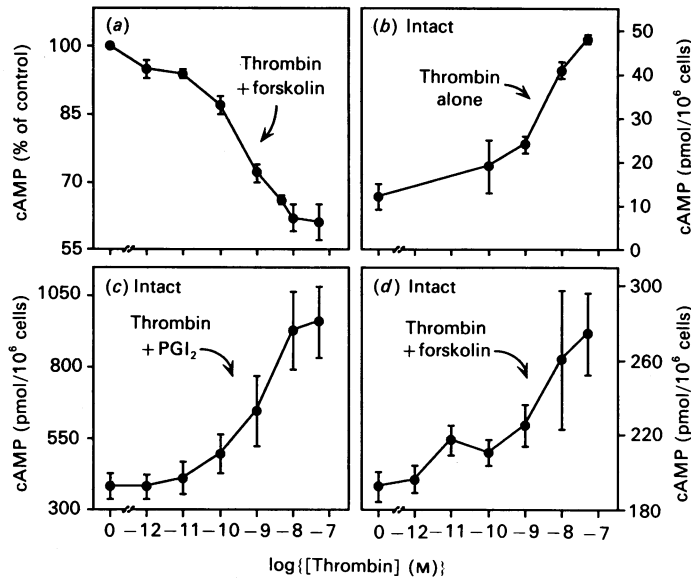 (a)
Thrombin
+ forskolin
cAMP (% of control)
100
85
70
55
(b) Intact
Thrombin
alone
cAMP (pmol/10⁶ cells)
50
40
30
20
10
0
(c) Intact
Thrombin
+ PGI₂
cAMP (pmol/10⁶ cells)
1050
800
550
300
0 −12 −11 −10 −9 −8 −7
(d) Intact
Thrombin
+ forskolin
cAMP (pmol/10⁶ cells)
300
260
220
180
0 −12 −11 −10 −9 −8 −7
log{[Thrombin] (M)}